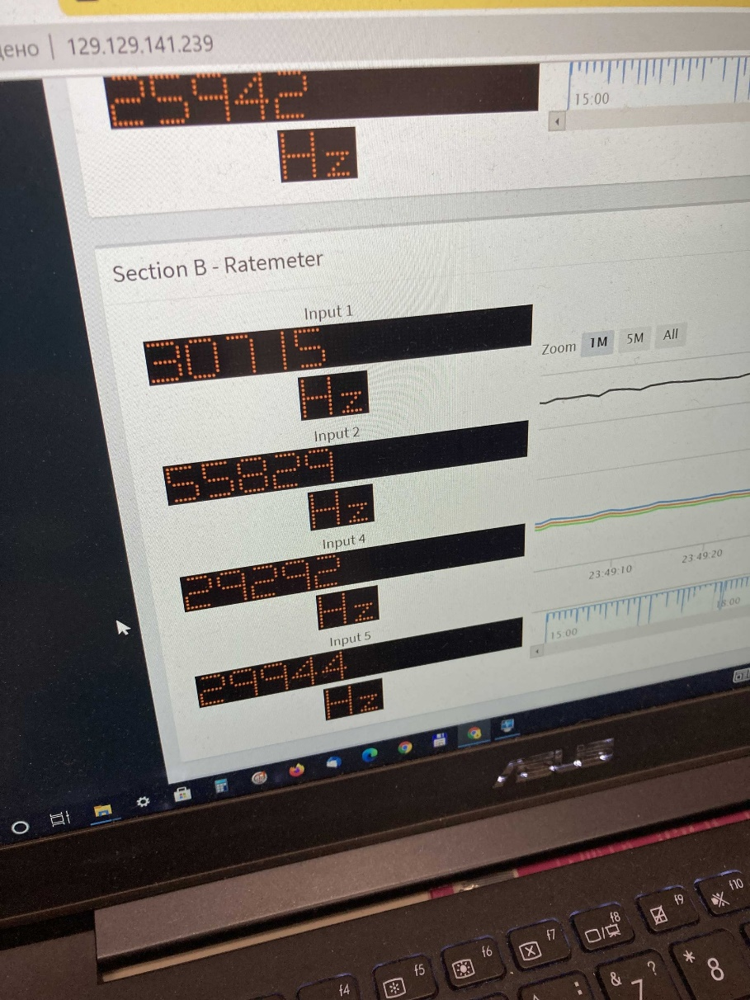 129.129.141.239
25942
15:00
Hz
Section B - Ratemeter
Input 1
30715
Hz
Zoom 1M 5M All
Input 2
55829
Hz
Input 4
29292
Hz
23:49:10 23:49:20
Input 5
15:00 18:00
29944
Hz
ASUS
f4 f5 f6 f7 f8 f9 f10
& 7 ? * 8